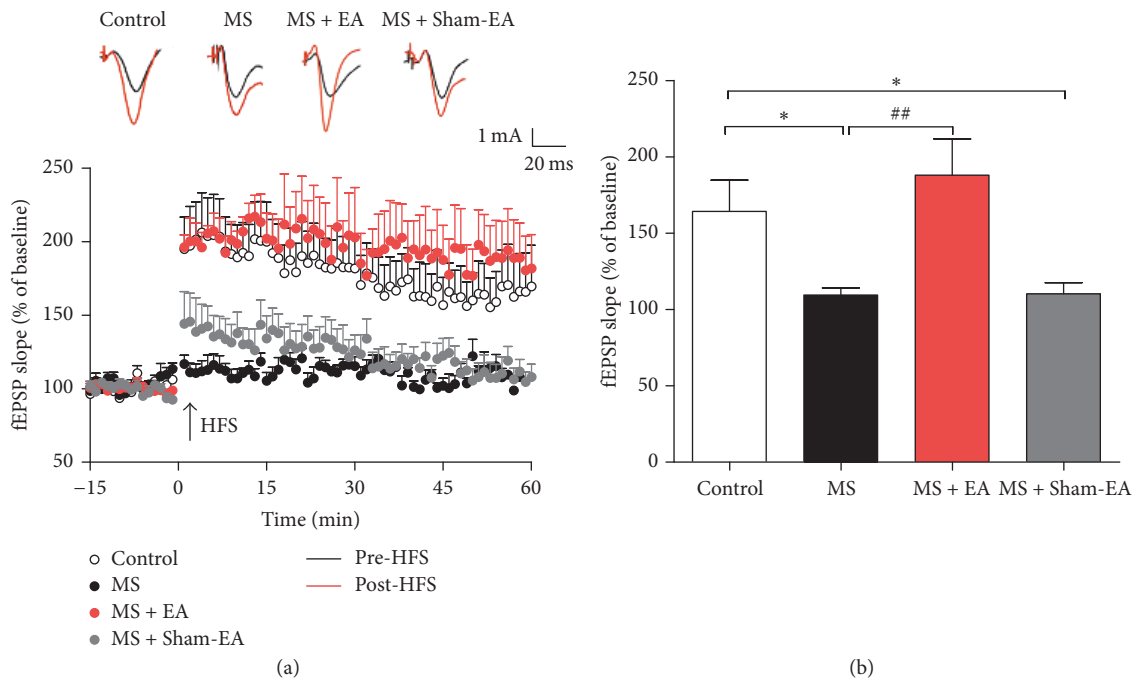 Control MS MS + EA MS + Sham-EA
1 mA
20 ms
fEPSP slope (% of baseline)
250
200
150
100
50
HFS
−15 0 15 30 45 60
Time (min)
Control
MS
MS + EA
MS + Sham-EA
Pre-HFS
Post-HFS
(a)
fEPSP slope (% of baseline)
250
200
150
100
50
0
*
* ##
Control MS MS + EA MS + Sham-EA
(b)